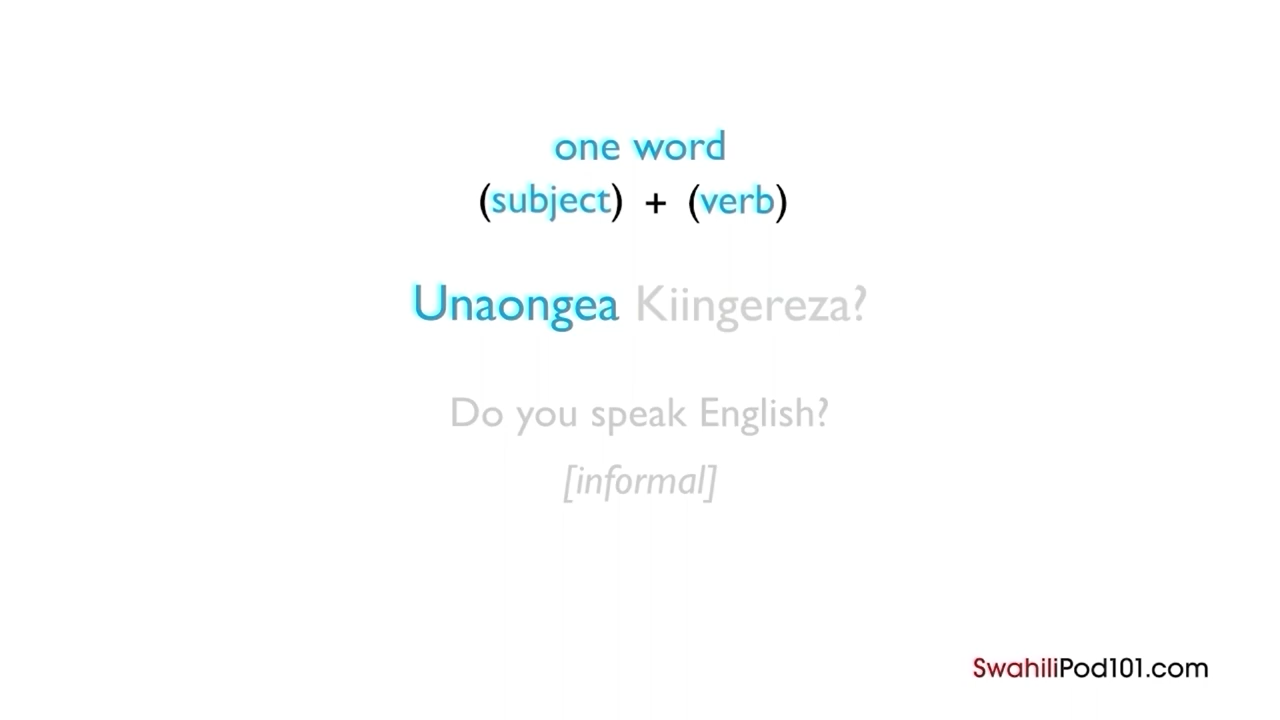 one word
(subject) + (verb)
Unaongea Kiingereza?
Do you speak English?
[informal]
SwahiliPod101.com